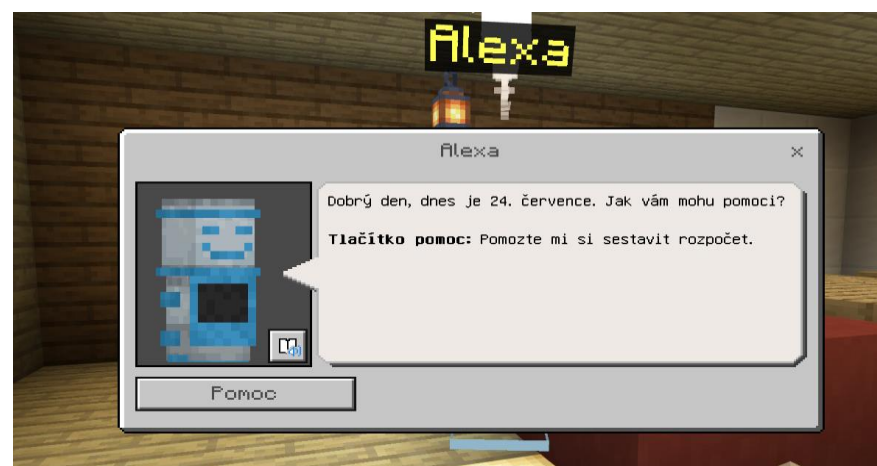 Alexa
Alexa
Dobrý den, dnes je 24. července. Jak vám mohu pomoci?
Tlačítko pomoc: Pomozte mi si sestavit rozpočet.
Pomoc